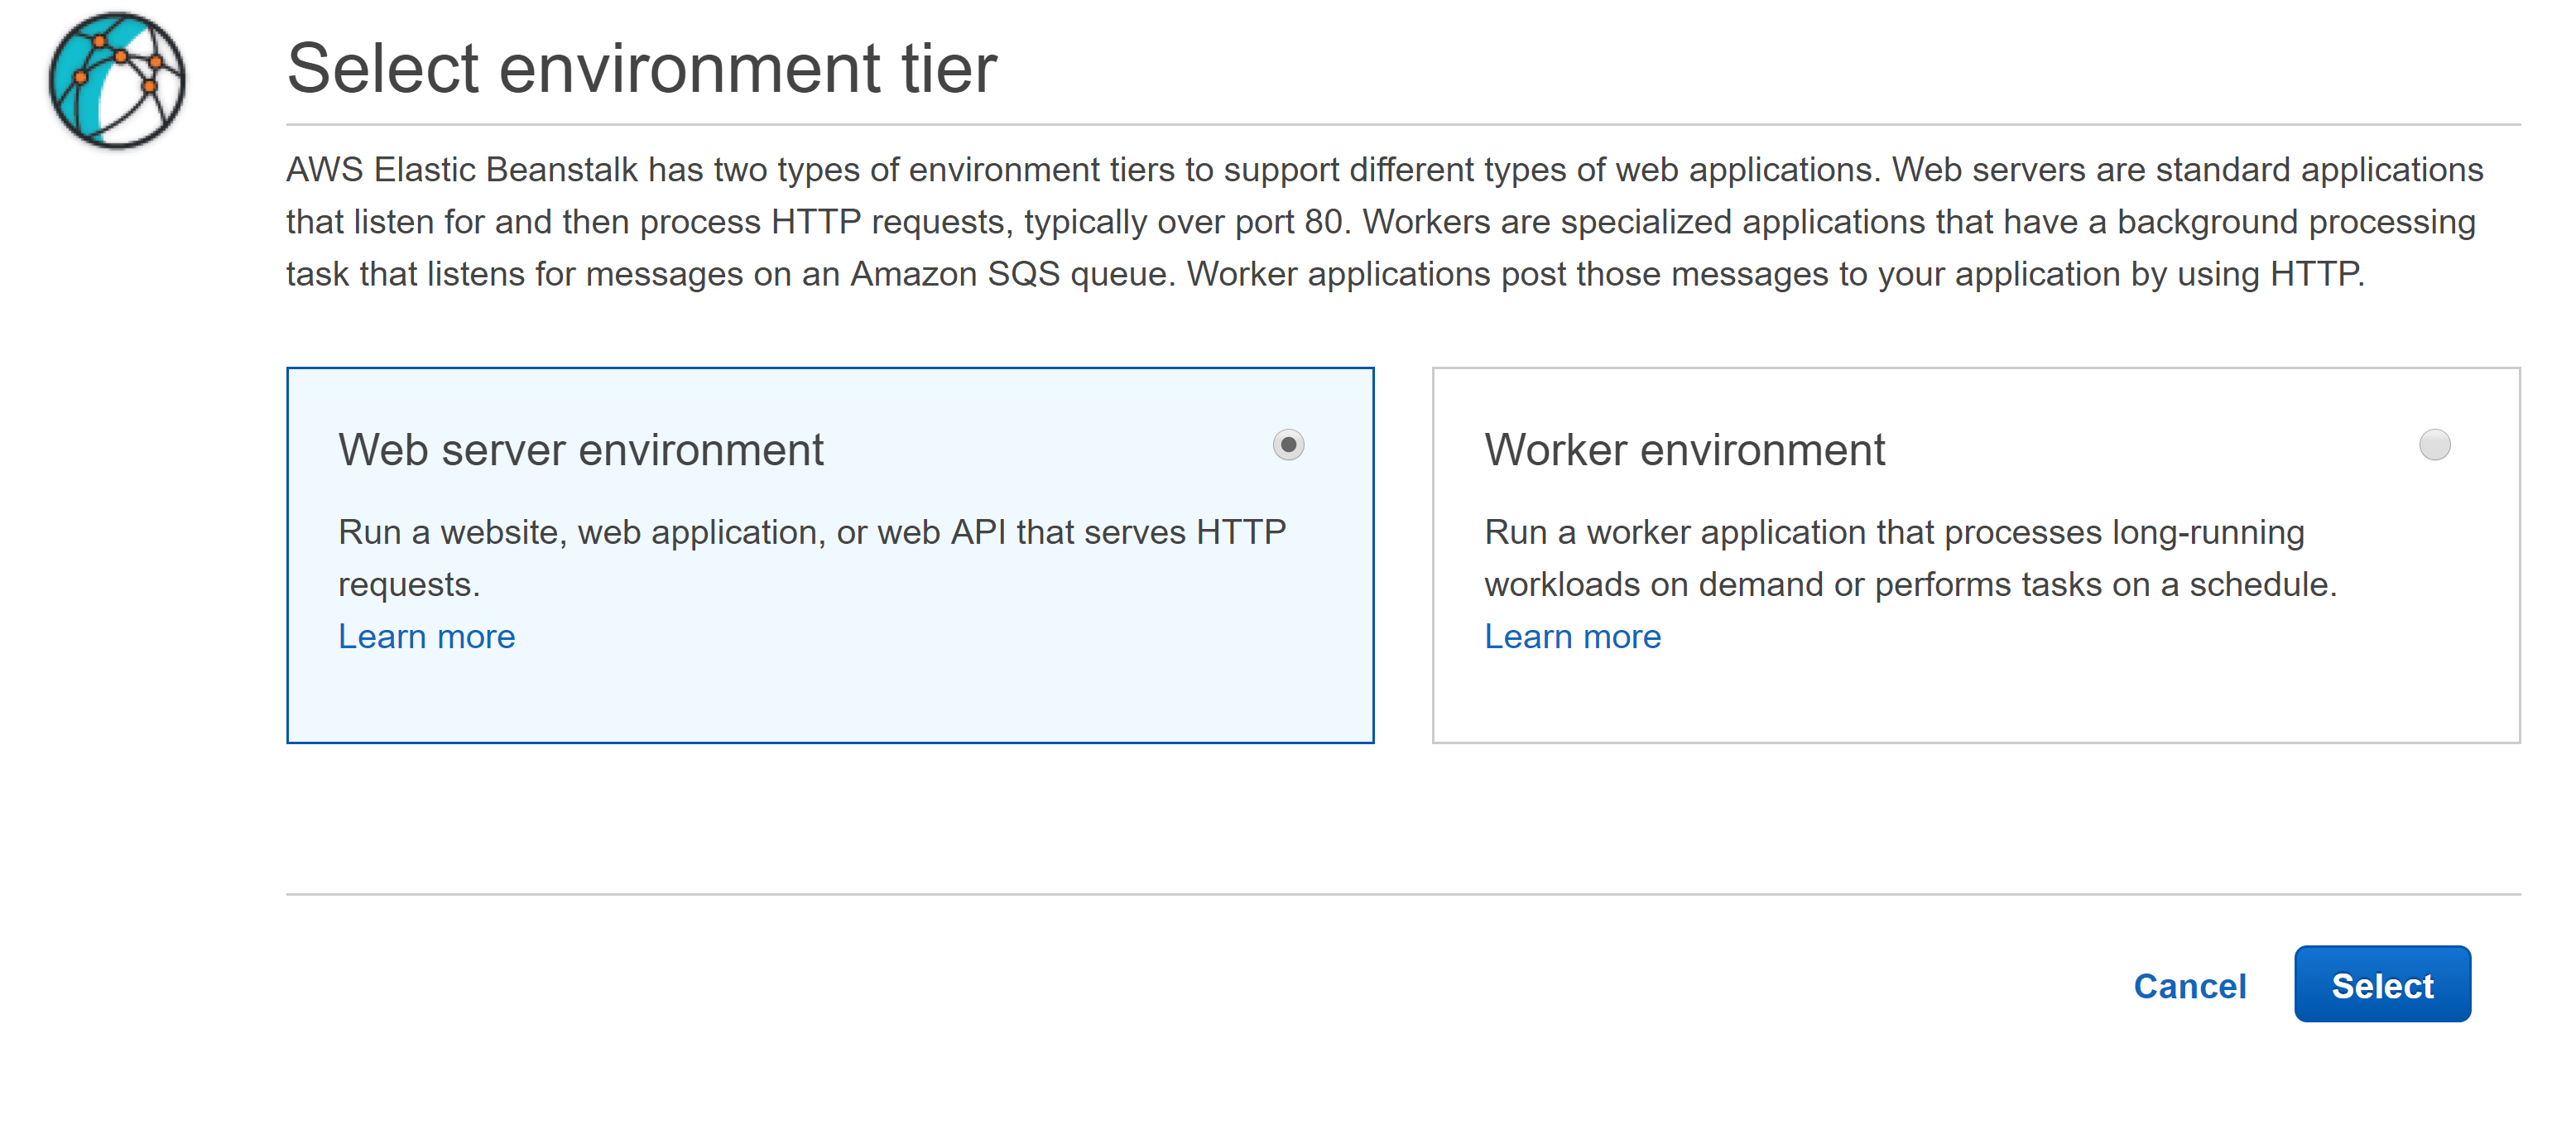 Select environment tier
AWS Elastic Beanstalk has two types of environment tiers to support different types of web applications. Web servers are standard applications
that listen for and then process HTTP requests, typically over port 80. Workers are specialized applications that have a background processing
task that listens for messages on an Amazon SQS queue. Worker applications post those messages to your application by using HTTP.
Web server environment
Run a website, web application, or web API that serves HTTP
requests.
Learn more
Worker environment
Run a worker application that processes long-running
workloads on demand or performs tasks on a schedule.
Learn more
Cancel
Select